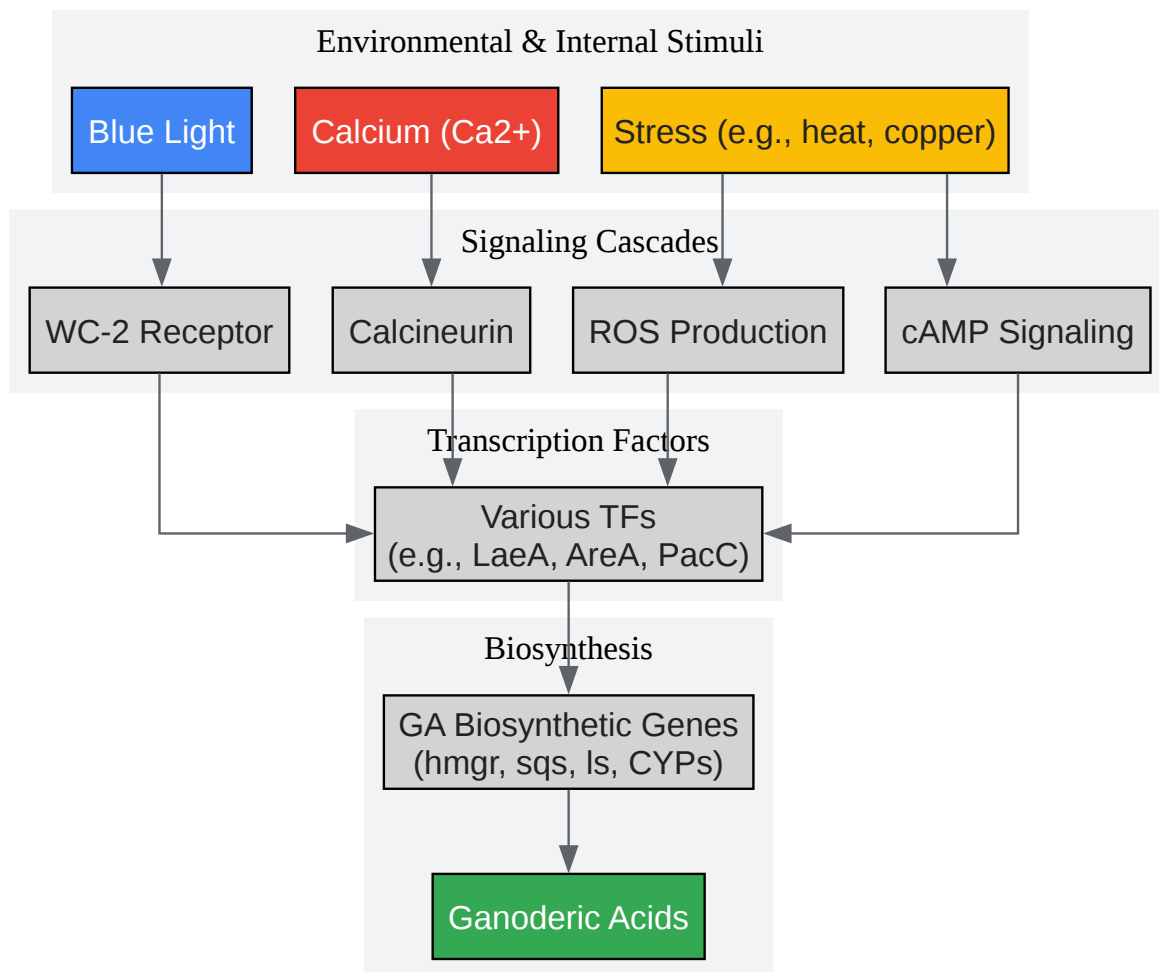 Environmental & Internal Stimuli
Blue Light
Calcium (Ca2+)
Stress (e.g., heat, copper)
Signaling Cascades
WC-2 Receptor
Calcineurin
ROS Production
cAMP Signaling
Transcription Factors
Various TFs
(e.g., LaeA, AreA, PacC)
Biosynthesis
GA Biosynthetic Genes
(hmgr, sqs, ls, CYPs)
Ganoderic Acids